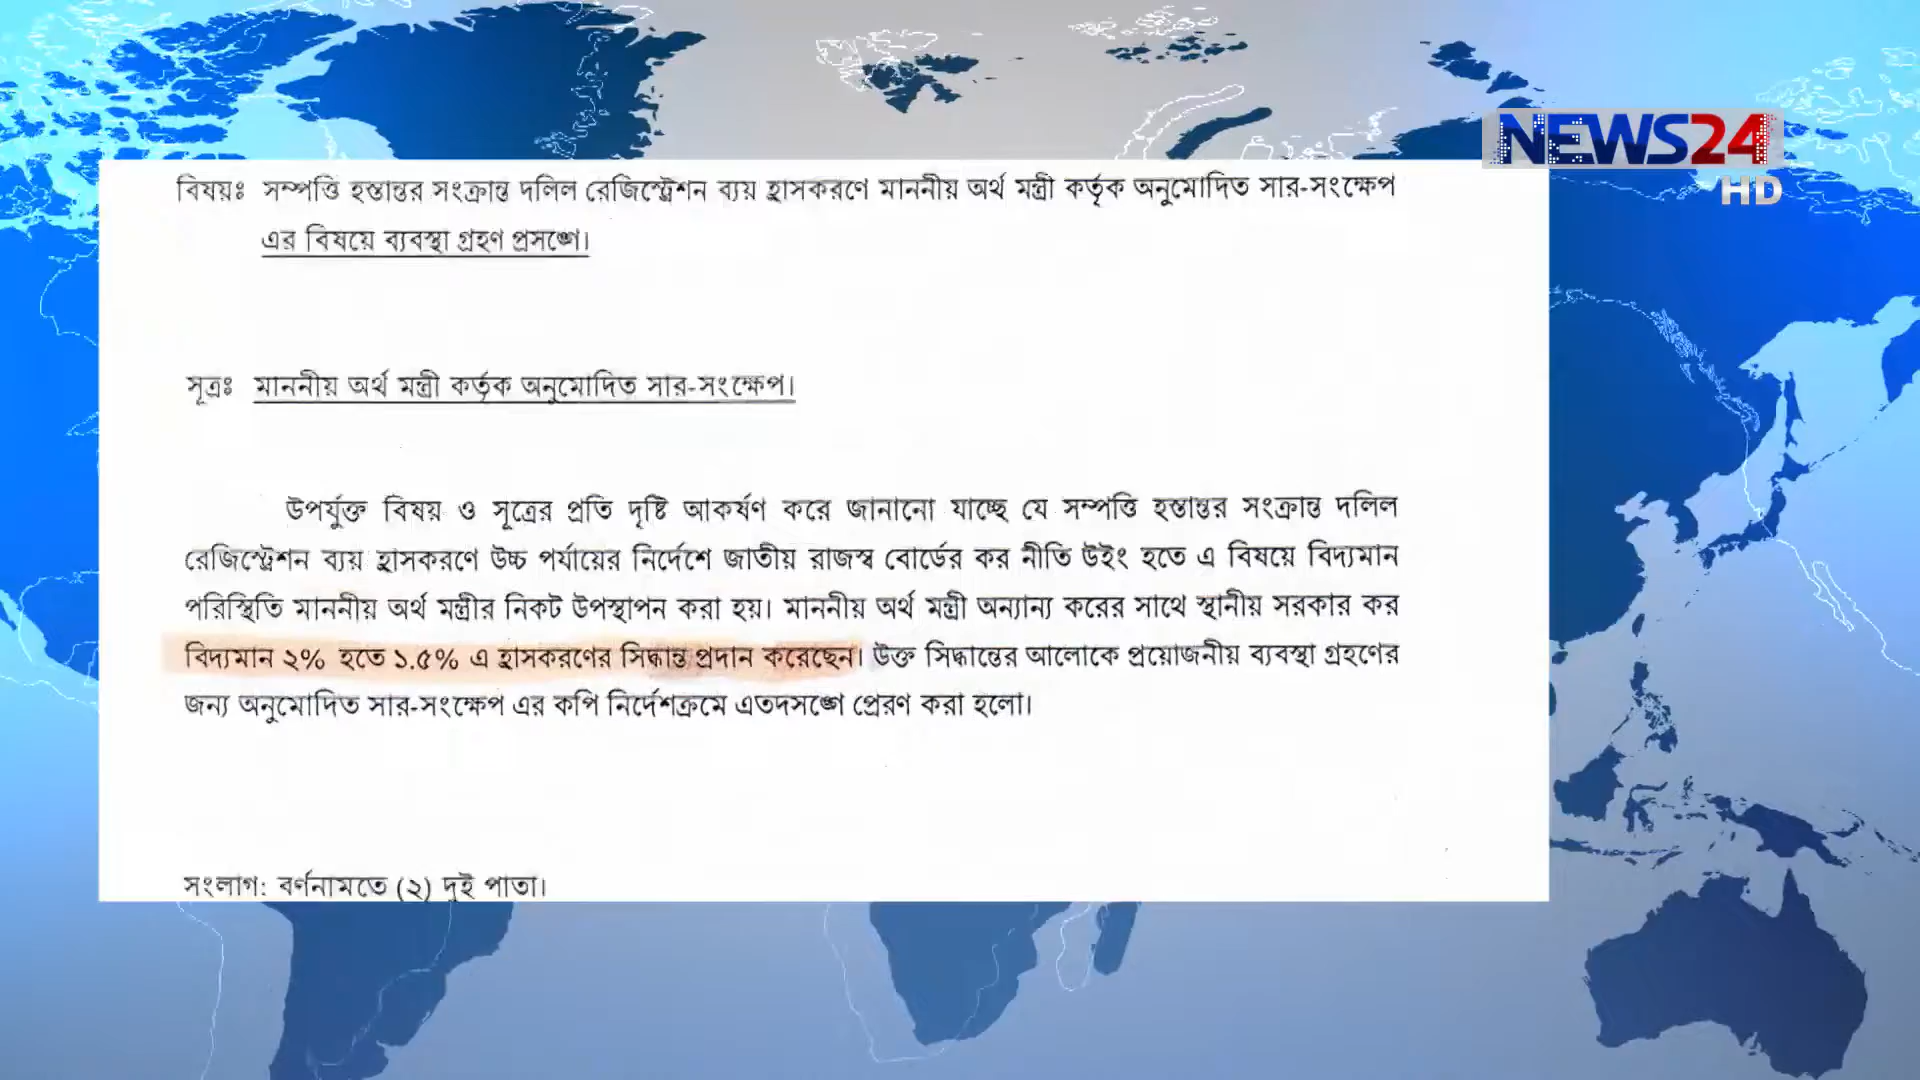 NEWS24
HD
বিষয়ঃ সম্পত্তি হস্তান্তর সংক্রান্ত দলিল রেজিস্ট্রেশন ব্যয় হ্রাসকরণে মাননীয় অর্থ মন্ত্রী কর্তৃক অনুমোদিত সার-সংক্ষেপ
এর বিষয়ে ব্যবস্থা গ্রহণ প্রসঙ্গে।
সূত্রঃ মাননীয় অর্থ মন্ত্রী কর্তৃক অনুমোদিত সার-সংক্ষেপ।
উপর্যুক্ত বিষয় ও সূত্রের প্রতি দৃষ্টি আকর্ষণ করে জানানো যাচ্ছে যে সম্পত্তি হস্তান্তর সংক্রান্ত দলিল
রেজিস্ট্রেশন ব্যয় হ্রাসকরণে উচ্চ পর্যায়ের নির্দেশে জাতীয় রাজস্ব বোর্ডের কর নীতি উইং হতে এ বিষয়ে বিদ্যমান
পরিস্থিতি মাননীয় অর্থ মন্ত্রীর নিকট উপস্থাপন করা হয়। মাননীয় অর্থ মন্ত্রী অন্যান্য করের সাথে স্থানীয় সরকার কর
বিদ্যমান ২% হতে ১.৫% এ হ্রাসকরণের সিদ্ধান্ত প্রদান করেছেন। উক্ত সিদ্ধান্তের আলোকে প্রয়োজনীয় ব্যবস্থা গ্রহণের
জন্য অনুমোদিত সার-সংক্ষেপ এর কপি নির্দেশক্রমে এতদসঙ্গে প্রেরণ করা হলো।
সংলাগ: বর্ণনামতে (২) দুই পাতা।